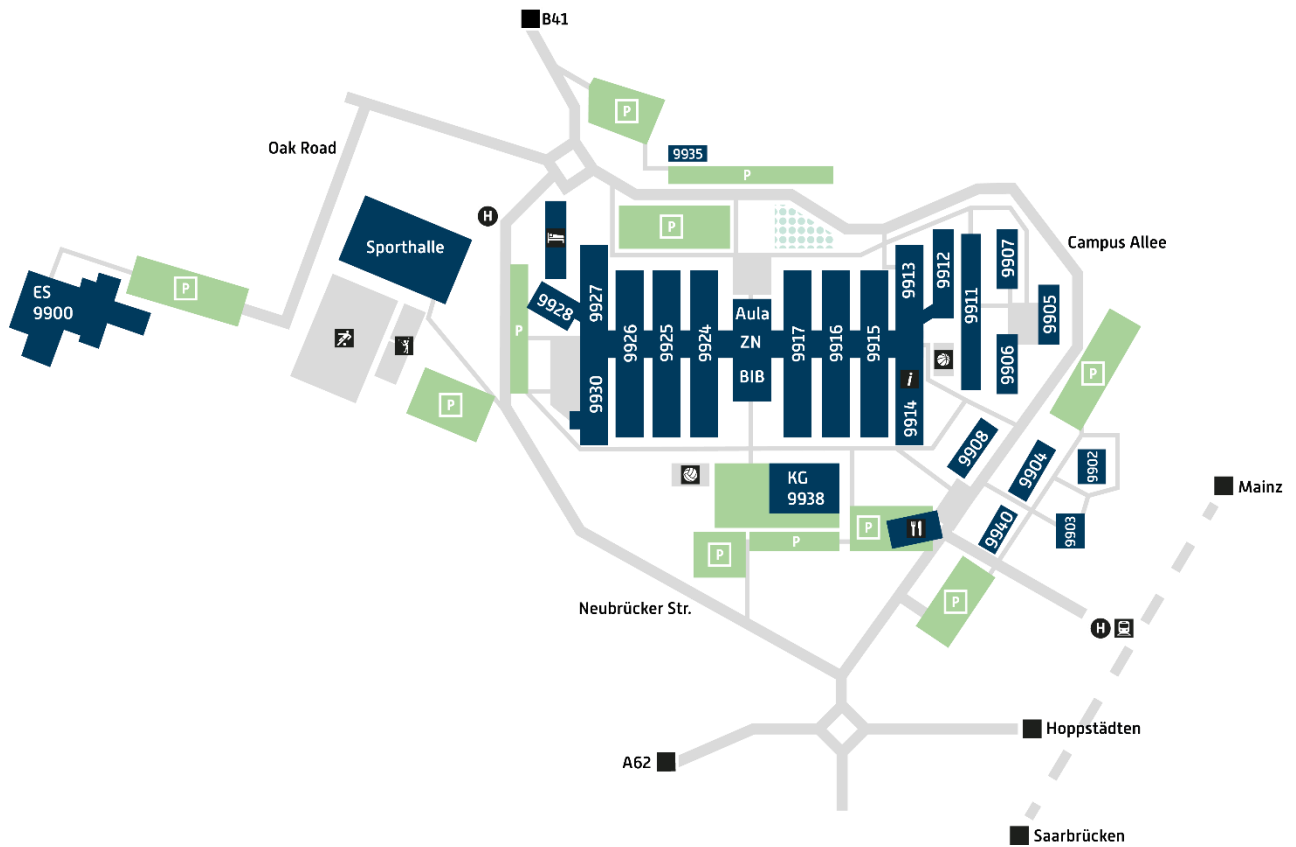 B41
P
9935
P
Oak Road
Sporthalle
H
P
Campus Allee
ES
9900
P
9928
9927
9926
9925
9924
Aula
ZN
BIB
9917
9916
9915
9913
9912
9911
9907
9905
9906
P
P
9930
i
9914
P
9908
9904
9902
Mainz
KG
9938
P
9940
9903
P
P
Neubrücker Str.
P
H
Hoppstädten
A62
Saarbrücken